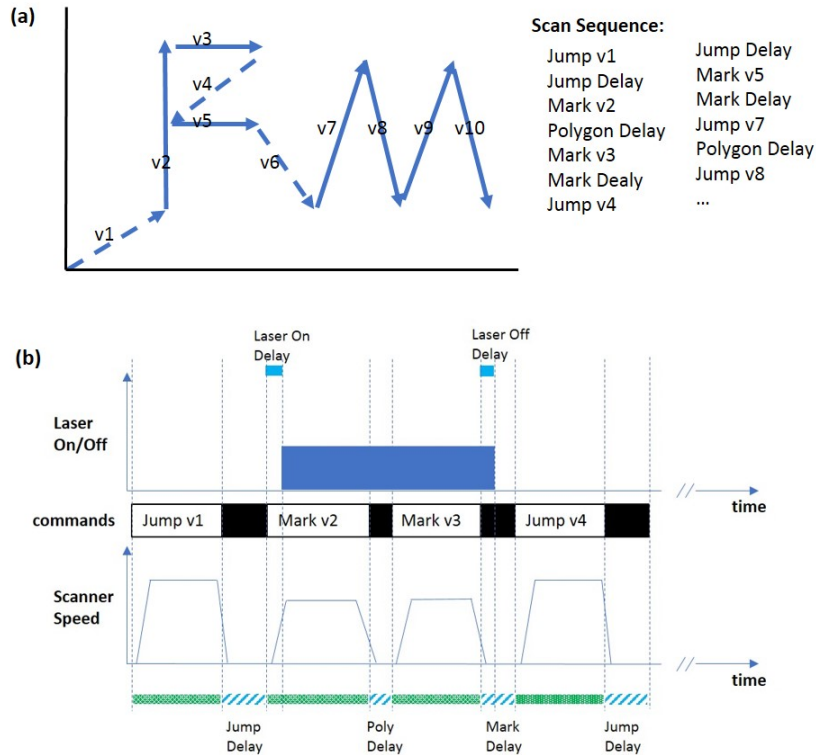 (a)
v3
v4
v5
v2
v6
v1
v7
v8
v9
v10
Scan Sequence:
Jump v1
Jump Delay
Mark v2
Polygon Delay
Mark v3
Mark Dealy
Jump v4
Jump Delay
Mark v5
Mark Delay
Jump v7
Polygon Delay
Jump v8
...
(b)
Laser On
Delay
Laser Off
Delay
Laser
On/Off
time
commands
Jump v1
Mark v2
Mark v3
Jump v4
Scanner
Speed
time
Jump
Delay
Poly
Delay
Mark
Delay
Jump
Delay